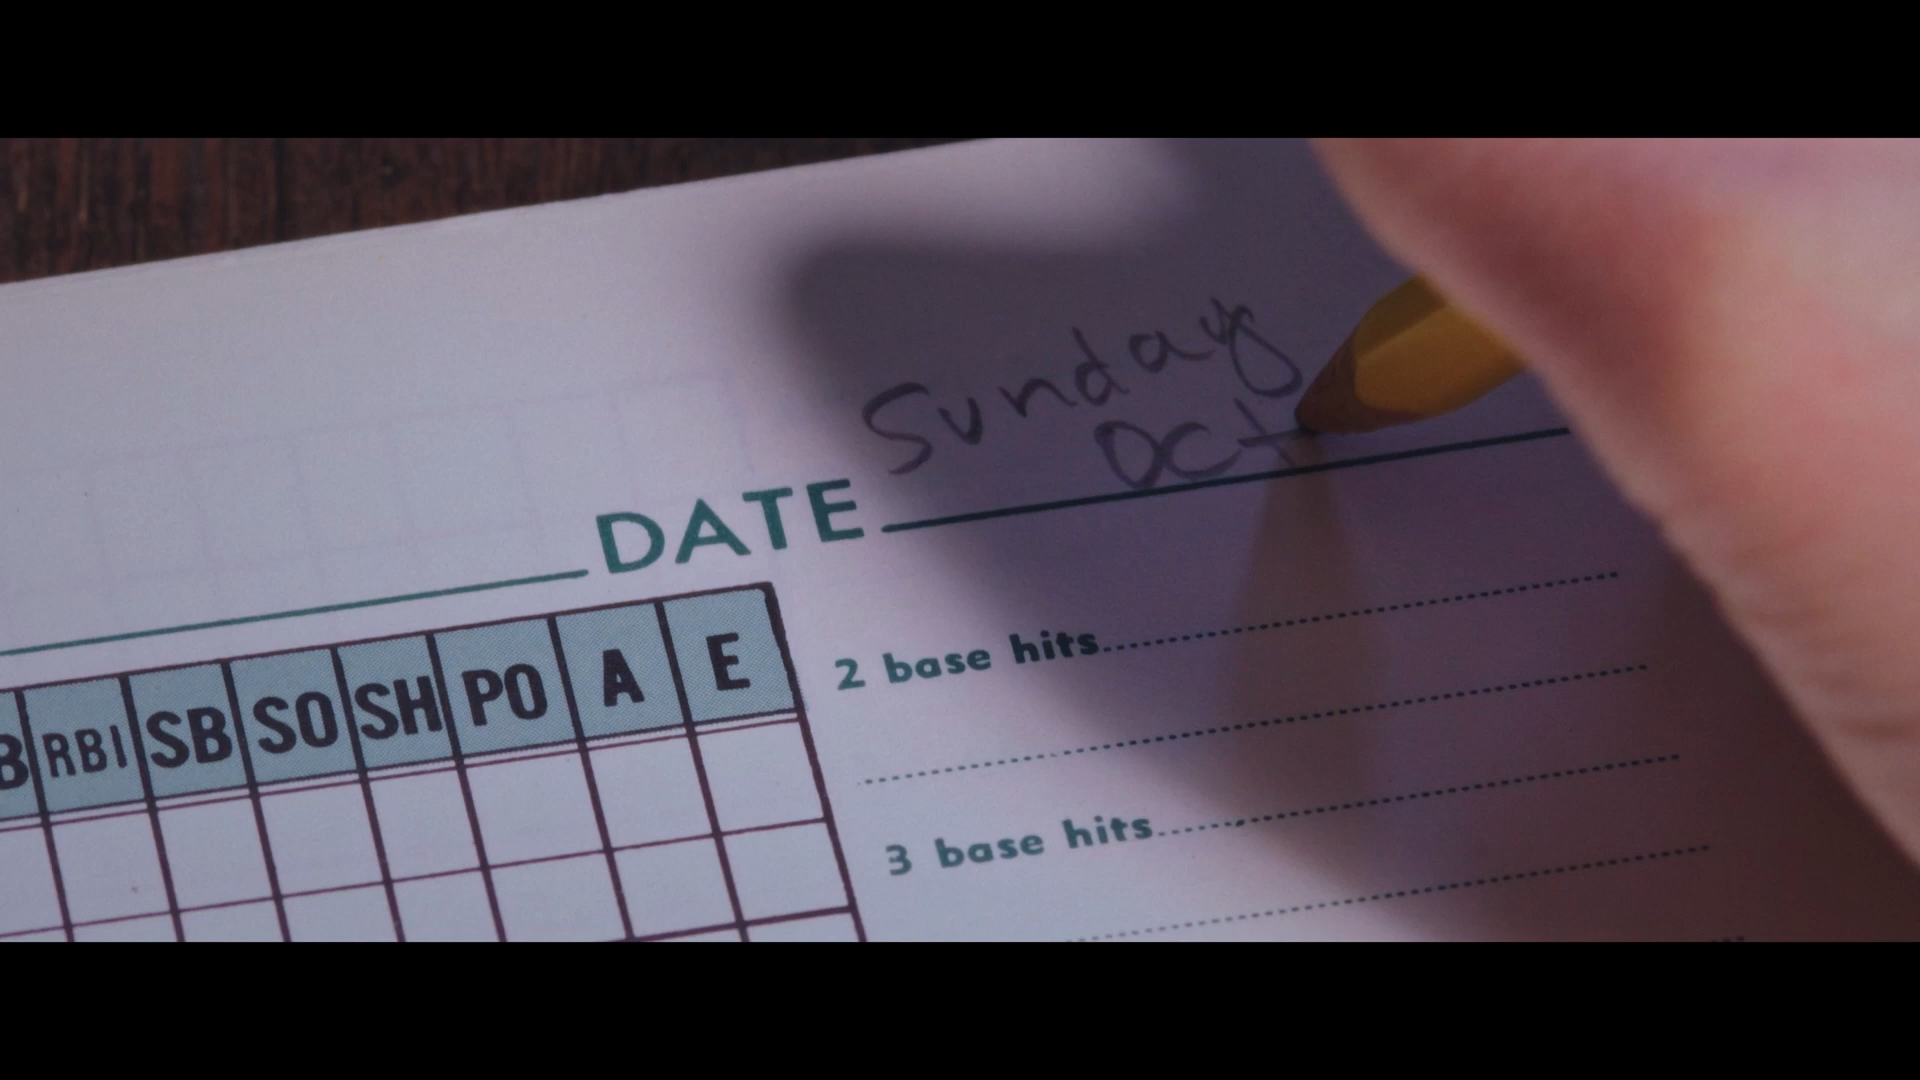 Sunday
Oct
DATE
B RBI SB SO SH PO A E
2 base hits
3 base hits